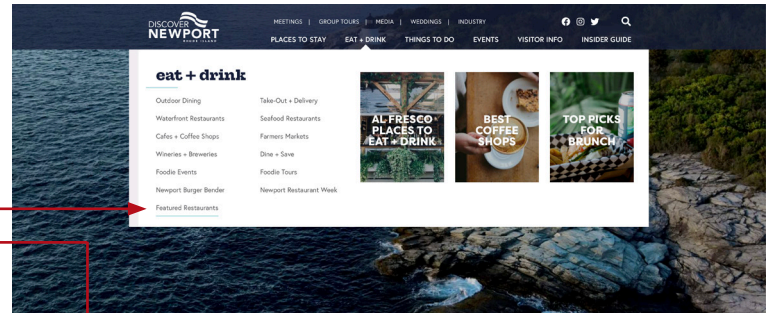 DISCOVER
NEWPORT
RHODE ISLAND
MEETINGS | GROUP TOURS | MEDIA | WEDDINGS | INDUSTRY
PLACES TO STAY EAT + DRINK THINGS TO DO EVENTS VISITOR INFO INSIDER GUIDE
eat + drink
Outdoor Dining
Take-Out + Delivery
Waterfront Restaurants
Seafood Restaurants
Cafes + Coffee Shops
Farmers Markets
Wineries + Breweries
Dine + Save
Foodie Events
Foodie Tours
Newport Burger Bender
Newport Restaurant Week
Featured Restaurants
AL FRESCO
PLACES TO
EAT + DRINK
BEST
COFFEE
SHOPS
TOP PICKS
FOR
BRUNCH